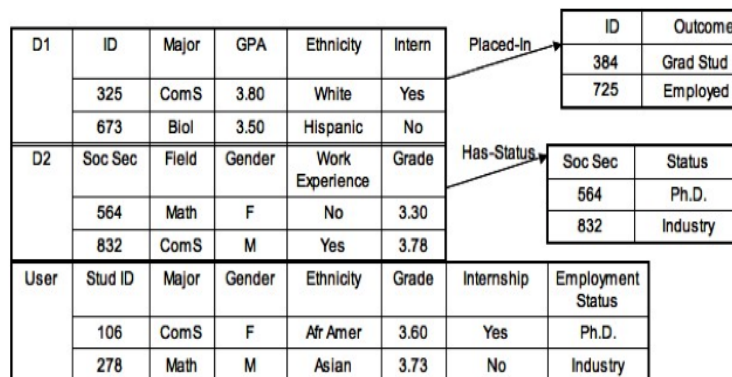 ID Outcome
384 Grad Stud
725 Employed
D1 ID Major GPA Ethnicity Intern
Placed-In
325 ComS 3.80 White Yes
673 Biol 3.50 Hispanic No
D2 Soc Sec Field Gender Work Experience Grade
Has-Status
564 Math F No 3.30
832 ComS M Yes 3.78
Soc Sec Status
564 Ph.D.
832 Industry
User Stud ID Major Gender Ethnicity Grade Internship Employment Status
106 ComS F Afr Amer 3.60 Yes Ph.D.
278 Math M Asian 3.73 No Industry